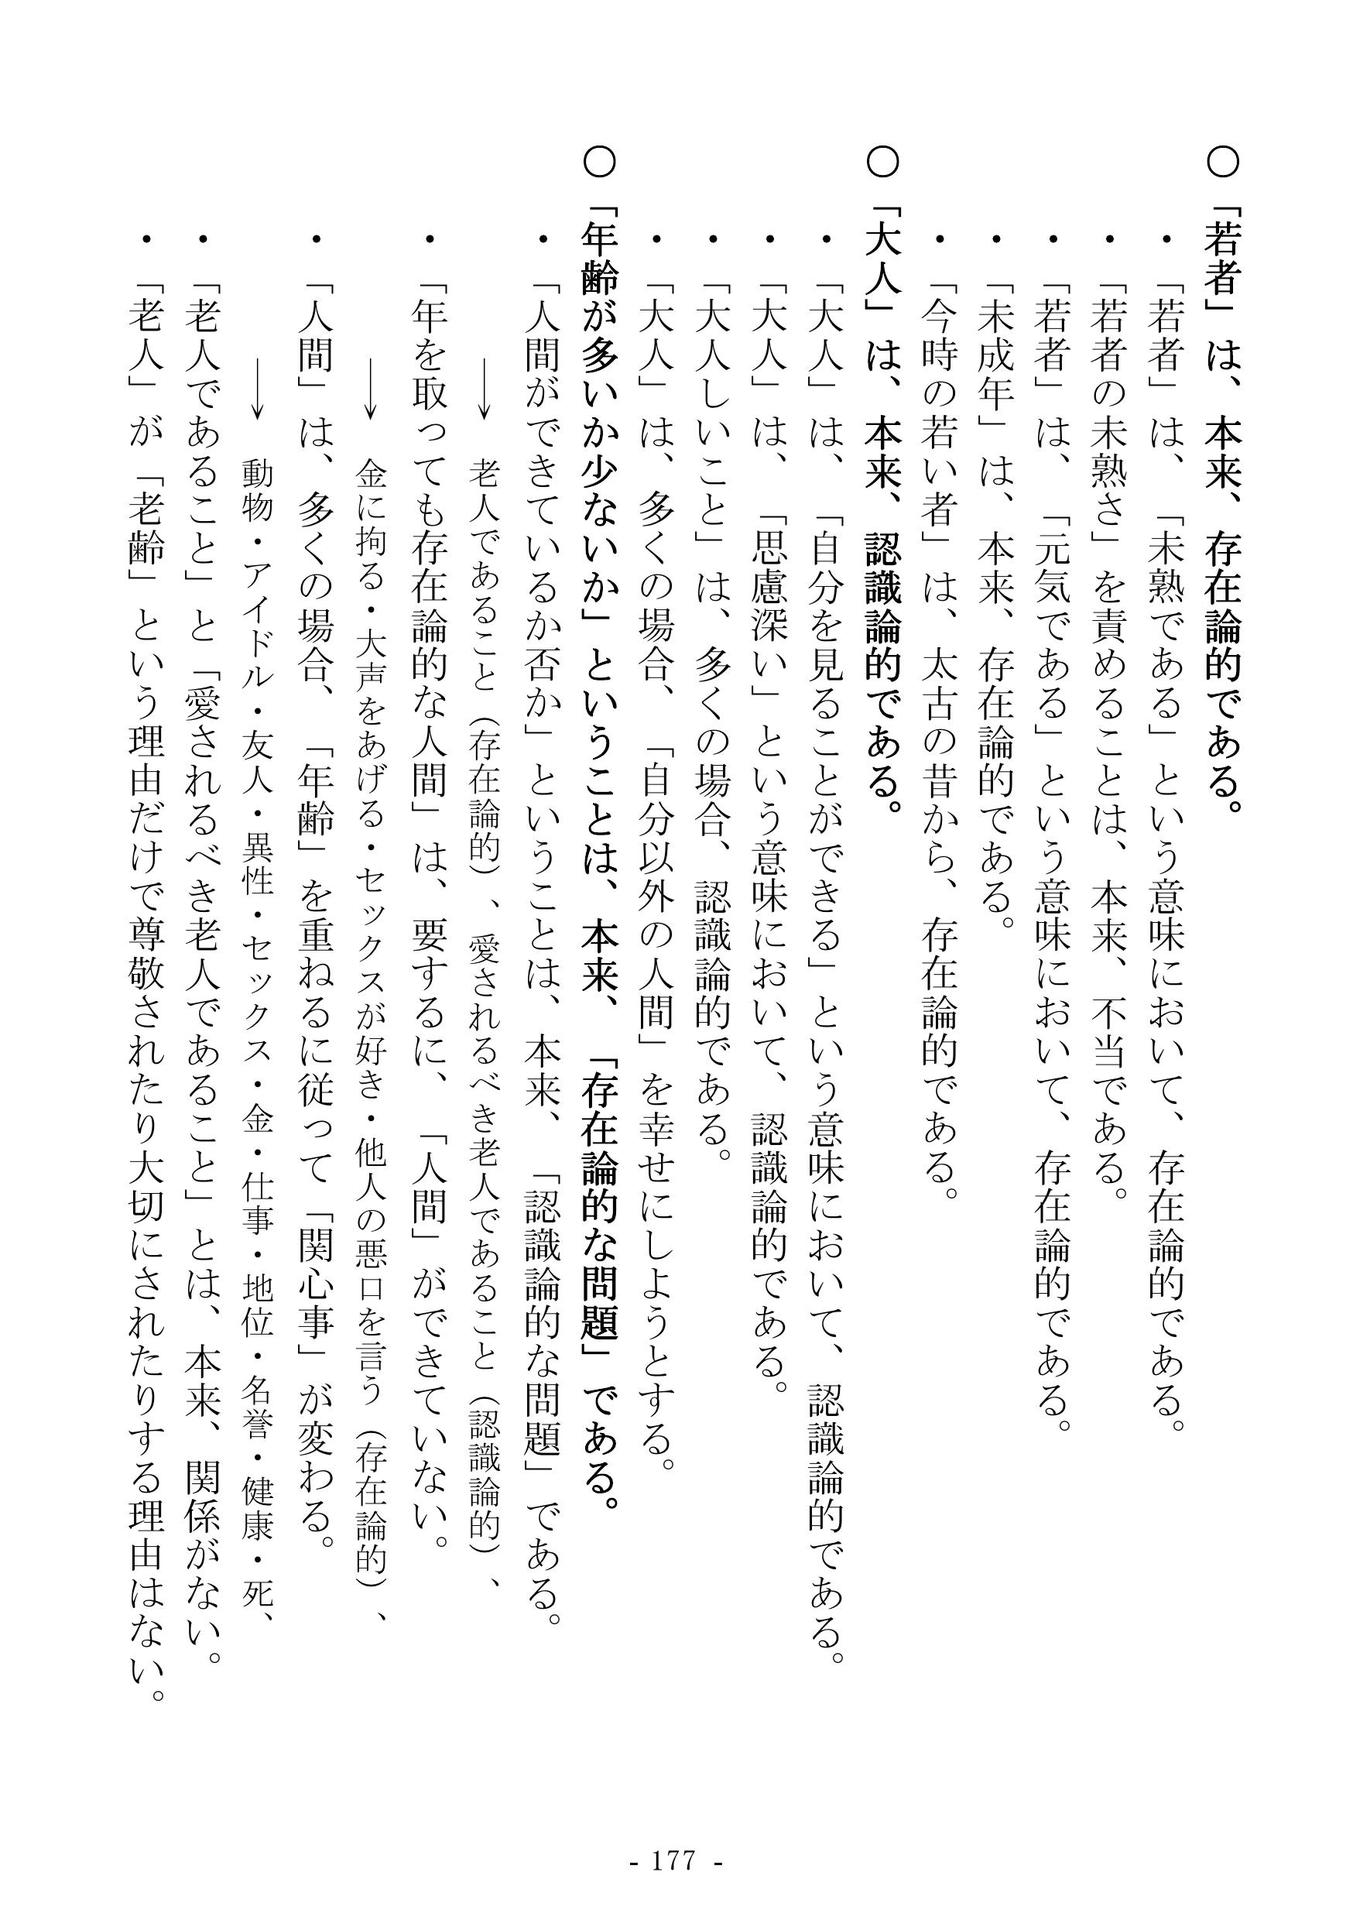 ○「若者」は、本来、存在論的である。
・「若者」は、「未熟である」という意味において、存在論的である。
・「若者の未熟さ」を責めることは、本来、不当である。
・「若者」は、「元気である」という意味において、存在論的である。
・「未成年」は、本来、存在論的である。
・「今時の若い者」は、太古の昔から、存在論的である。
○「大人」は、本来、認識論的である。
・「大人」は、「自分を見ることができる」という意味において、認識論的である。
・「大人」は、「思慮深い」という意味において、認識論的である。
・「大人しいこと」は、多くの場合、認識論的である。
・「大人」は、多くの場合、「自分以外の人間」を幸せにしようとする。
○「年齢が多いか少ないか」ということは、本来、「存在論的な問題」である。
・「人間ができているか否か」ということは、本来、「認識論的な問題」である。
→ 老人であること（存在論的）、愛されるべき老人であること（認識論的）、
・「年を取っても存在論的な人間」は、要するに、「人間」ができていない。
→ 金に拘る・大声をあげる・セックスが好き・他人の悪口を言う（存在論的）、
・「人間」は、多くの場合、「年齢」を重ねるに従って「関心事」が変わる。
→ 動物・アイドル・友人・異性・セックス・金・仕事・地位・名誉・健康・死、
・「老人であること」と「愛されるべき老人であること」とは、本来、関係がない。
・「老人」が「老齢」という理由だけで尊敬されたり大切にされたりする理由はない。
- 177 -